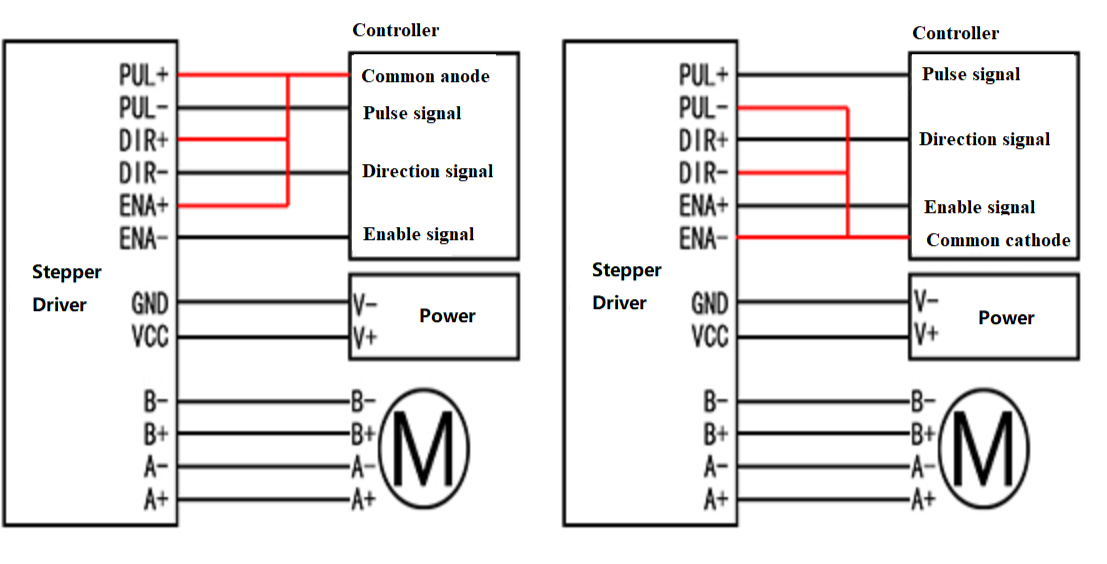 Controller
PUL+ Common anode
PUL- Pulse signal
DIR+
DIR- Direction signal
ENA+
ENA- Enable signal
Stepper
Driver
GND V- Power
VCC V+
B- B-
B+ B+
A- A-
A+ A+
M
Controller
PUL+ Pulse signal
PUL-
DIR+ Direction signal
DIR-
ENA+ Enable signal
ENA- Common cathode
Stepper
Driver
GND V- Power
VCC V+
B- B-
B+ B+
A- A-
A+ A+
M